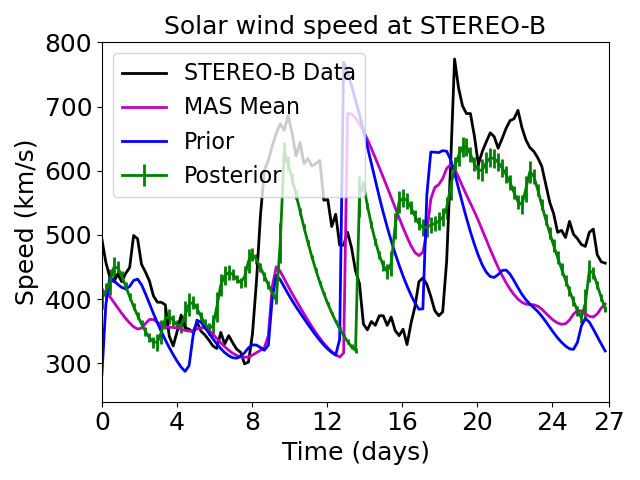 Solar wind speed at STEREO-B
800
700
600
500
400
300
Speed (km/s)
STEREO-B Data
MAS Mean
Prior
Posterior
0 4 8 12 16 20 24 27
Time (days)